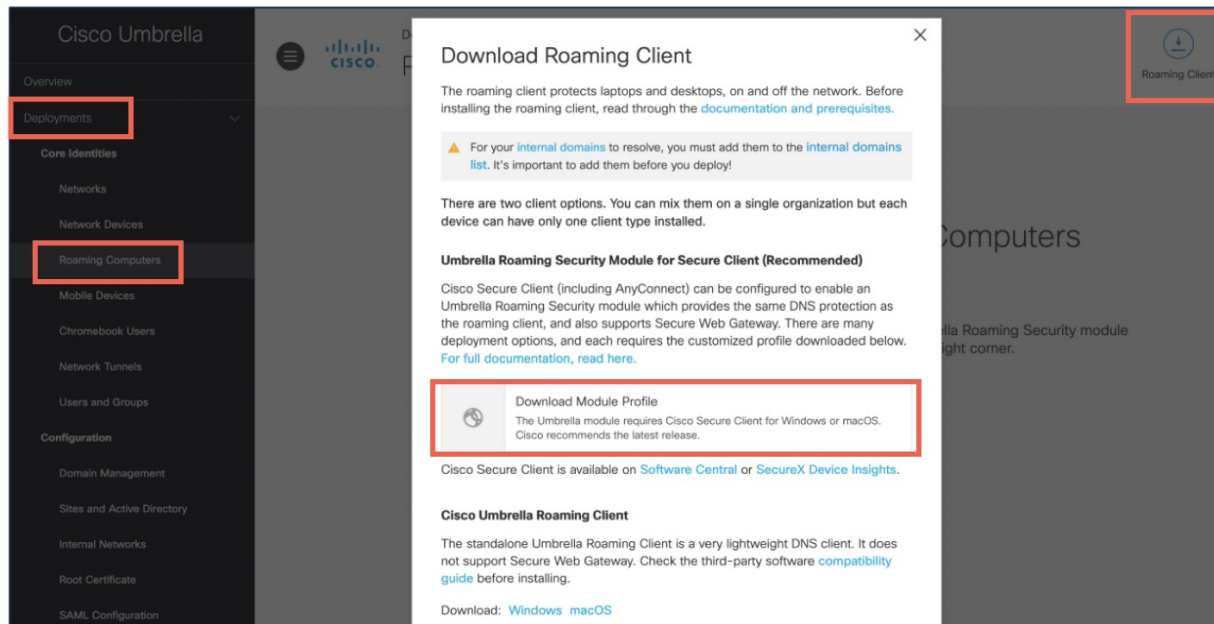 Cisco Umbrella
Overview
Deployments
Core Identities
Networks
Network Devices
Roaming Computers
Mobile Devices
Chromebook Users
Network Tunnels
Users and Groups
Configuration
Domain Management
Sites and Active Directory
Internal Networks
Root Certificate
SAML Configuration
CISCO
Download Roaming Client
The roaming client protects laptops and desktops, on and off the network. Before
installing the roaming client, read through the documentation and prerequisites.
For your internal domains to resolve, you must add them to the internal domains
list. It's important to add them before you deploy!
There are two client options. You can mix them on a single organization but each
device can have only one client type installed.
Umbrella Roaming Security Module for Secure Client (Recommended)
Cisco Secure Client (including AnyConnect) can be configured to enable an
Umbrella Roaming Security module which provides the same DNS protection as
the roaming client, and also supports Secure Web Gateway. There are many
deployment options, and each requires the customized profile downloaded below.
For full documentation, read here.
Download Module Profile
The Umbrella module requires Cisco Secure Client for Windows or macOS.
Cisco recommends the latest release.
Cisco Secure Client is available on Software Central or SecureX Device Insights.
Cisco Umbrella Roaming Client
The standalone Umbrella Roaming Client is a very lightweight DNS client. It does
not support Secure Web Gateway. Check the third-party software compatibility
guide before installing.
Download: Windows macOS
Roaming Client
Computers
Roaming Security module
corner.